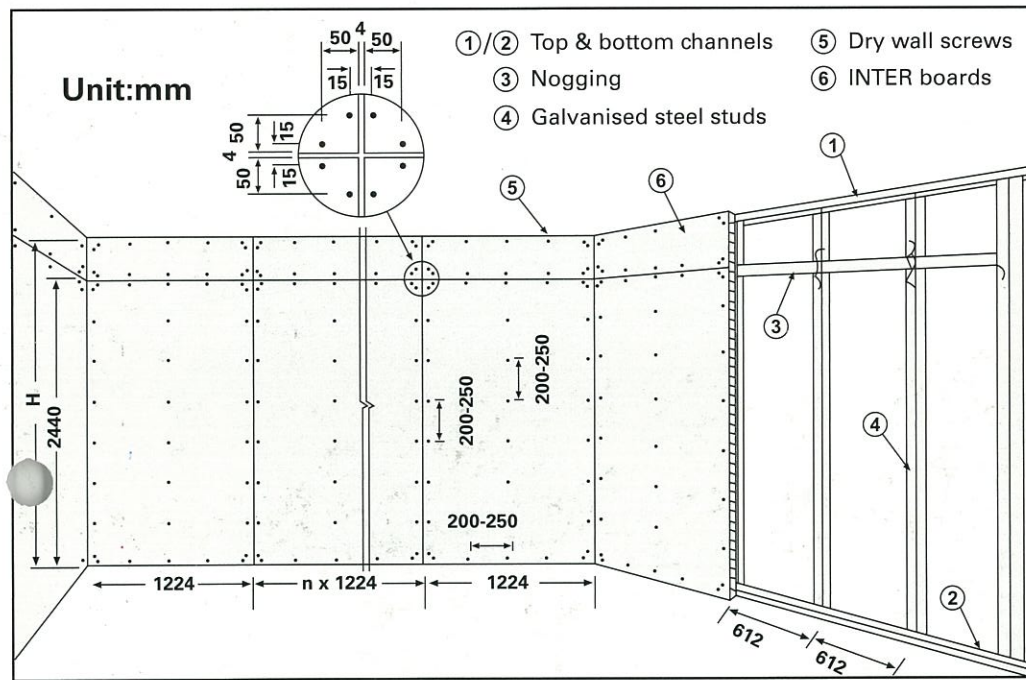 Unit:mm
4
50 50
15 15
50
15
4
50
15
①/② Top & bottom channels
③ Nogging
④ Galvanised steel studs
⑤ Dry wall screws
⑥ INTER boards
①
⑤
⑥
③
④
②
H
2440
200-250
200-250
200-250
1224
n x 1224
1224
612
612